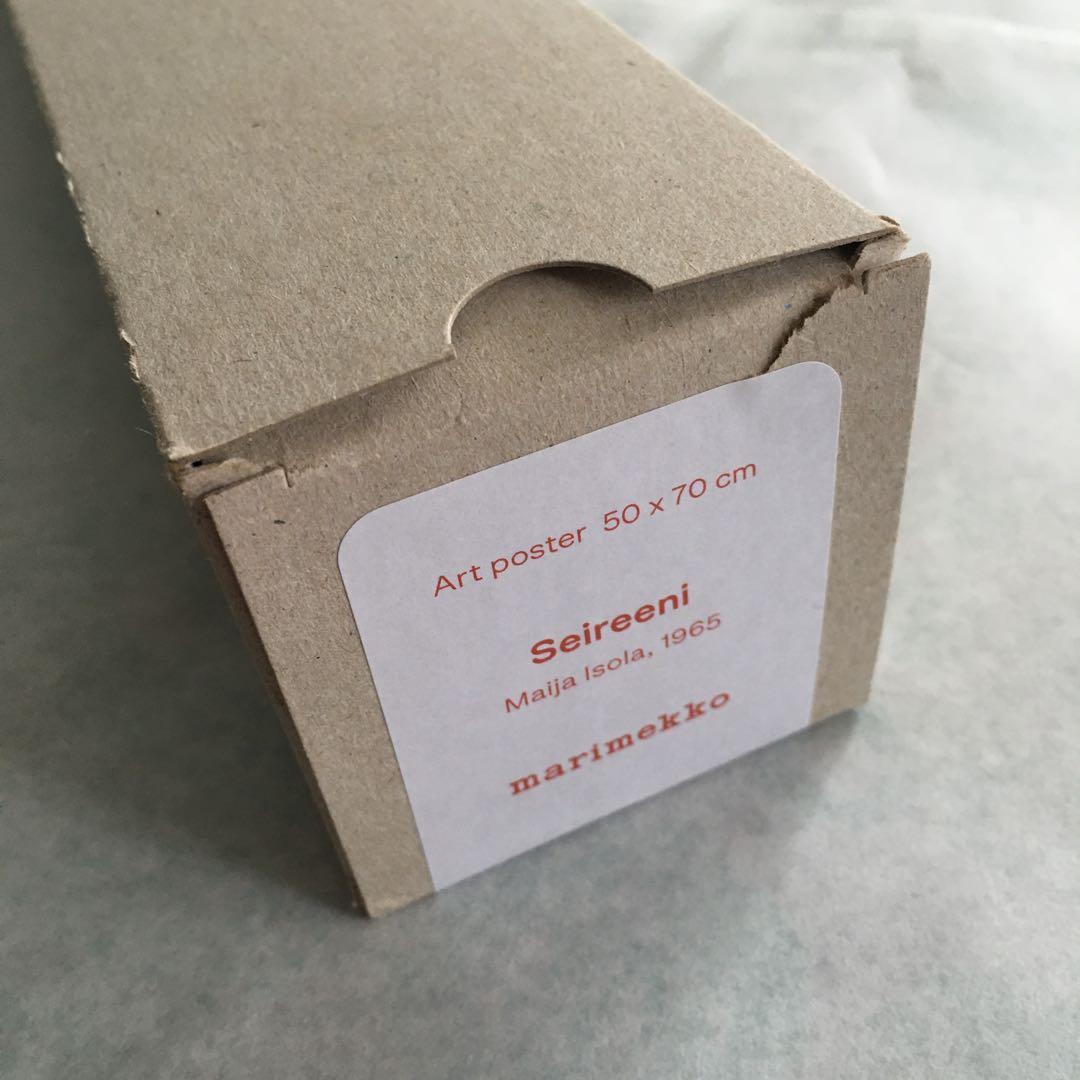 Art poster 50 x 70 cm
Seireeni
Maija Isola, 1965
marimekko